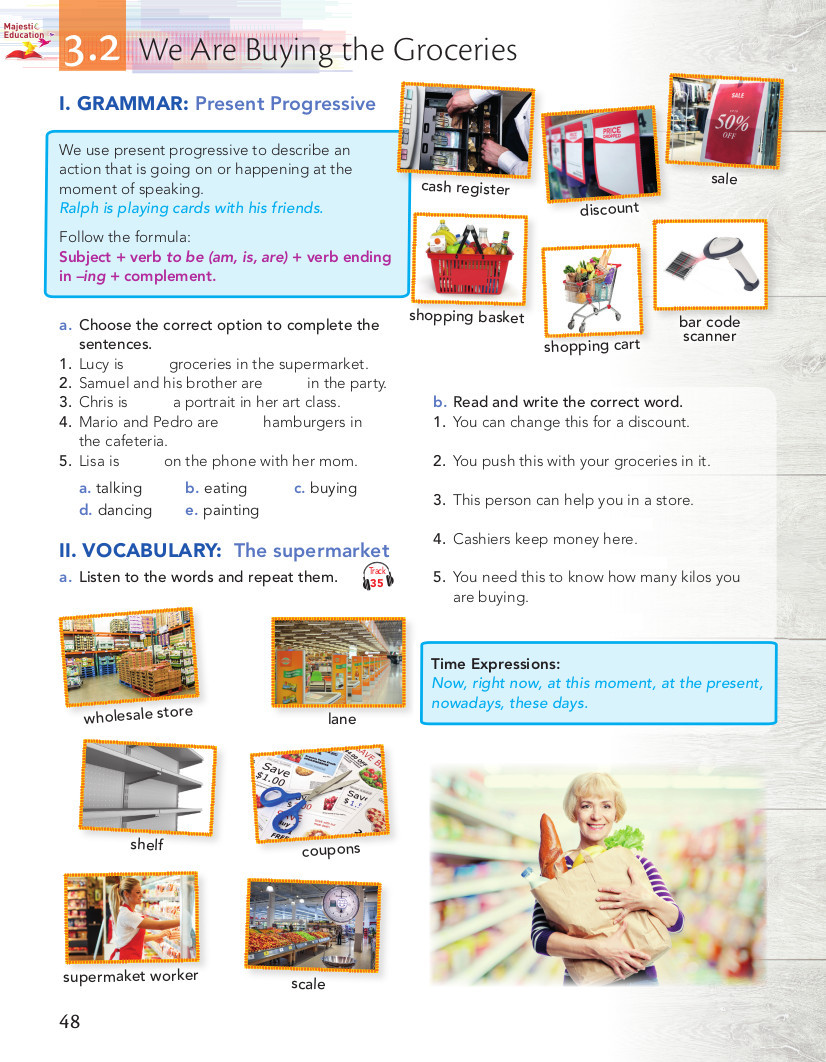 Majestic
Education
3.2 We Are Buying the Groceries
I. GRAMMAR: Present Progressive
We use present progressive to describe an
action that is going on or happening at the
moment of speaking.
Ralph is playing cards with his friends.
Follow the formula:
Subject + verb to be (am, is, are) + verb ending
in –ing + complement.
cash register
PRICE
DROPPED
discount
SALE
50%
OFF
sale
shopping basket
shopping cart
bar code
scanner
a. Choose the correct option to complete the
sentences.
1. Lucy is groceries in the supermarket.
2. Samuel and his brother are in the party.
3. Chris is a portrait in her art class.
4. Mario and Pedro are hamburgers in
the cafeteria.
5. Lisa is on the phone with her mom.
a. talking b. eating c. buying
d. dancing e. painting
II. VOCABULARY: The supermarket
a. Listen to the words and repeat them.
Track
35
wholesale store
lane
shelf
Save
$1.00
Save
$1.
FREE
coupons
supermaket worker
scale
b. Read and write the correct word.
1. You can change this for a discount.
2. You push this with your groceries in it.
3. This person can help you in a store.
4. Cashiers keep money here.
5. You need this to know how many kilos you
are buying.
Time Expressions:
Now, right now, at this moment, at the present,
nowadays, these days.
48